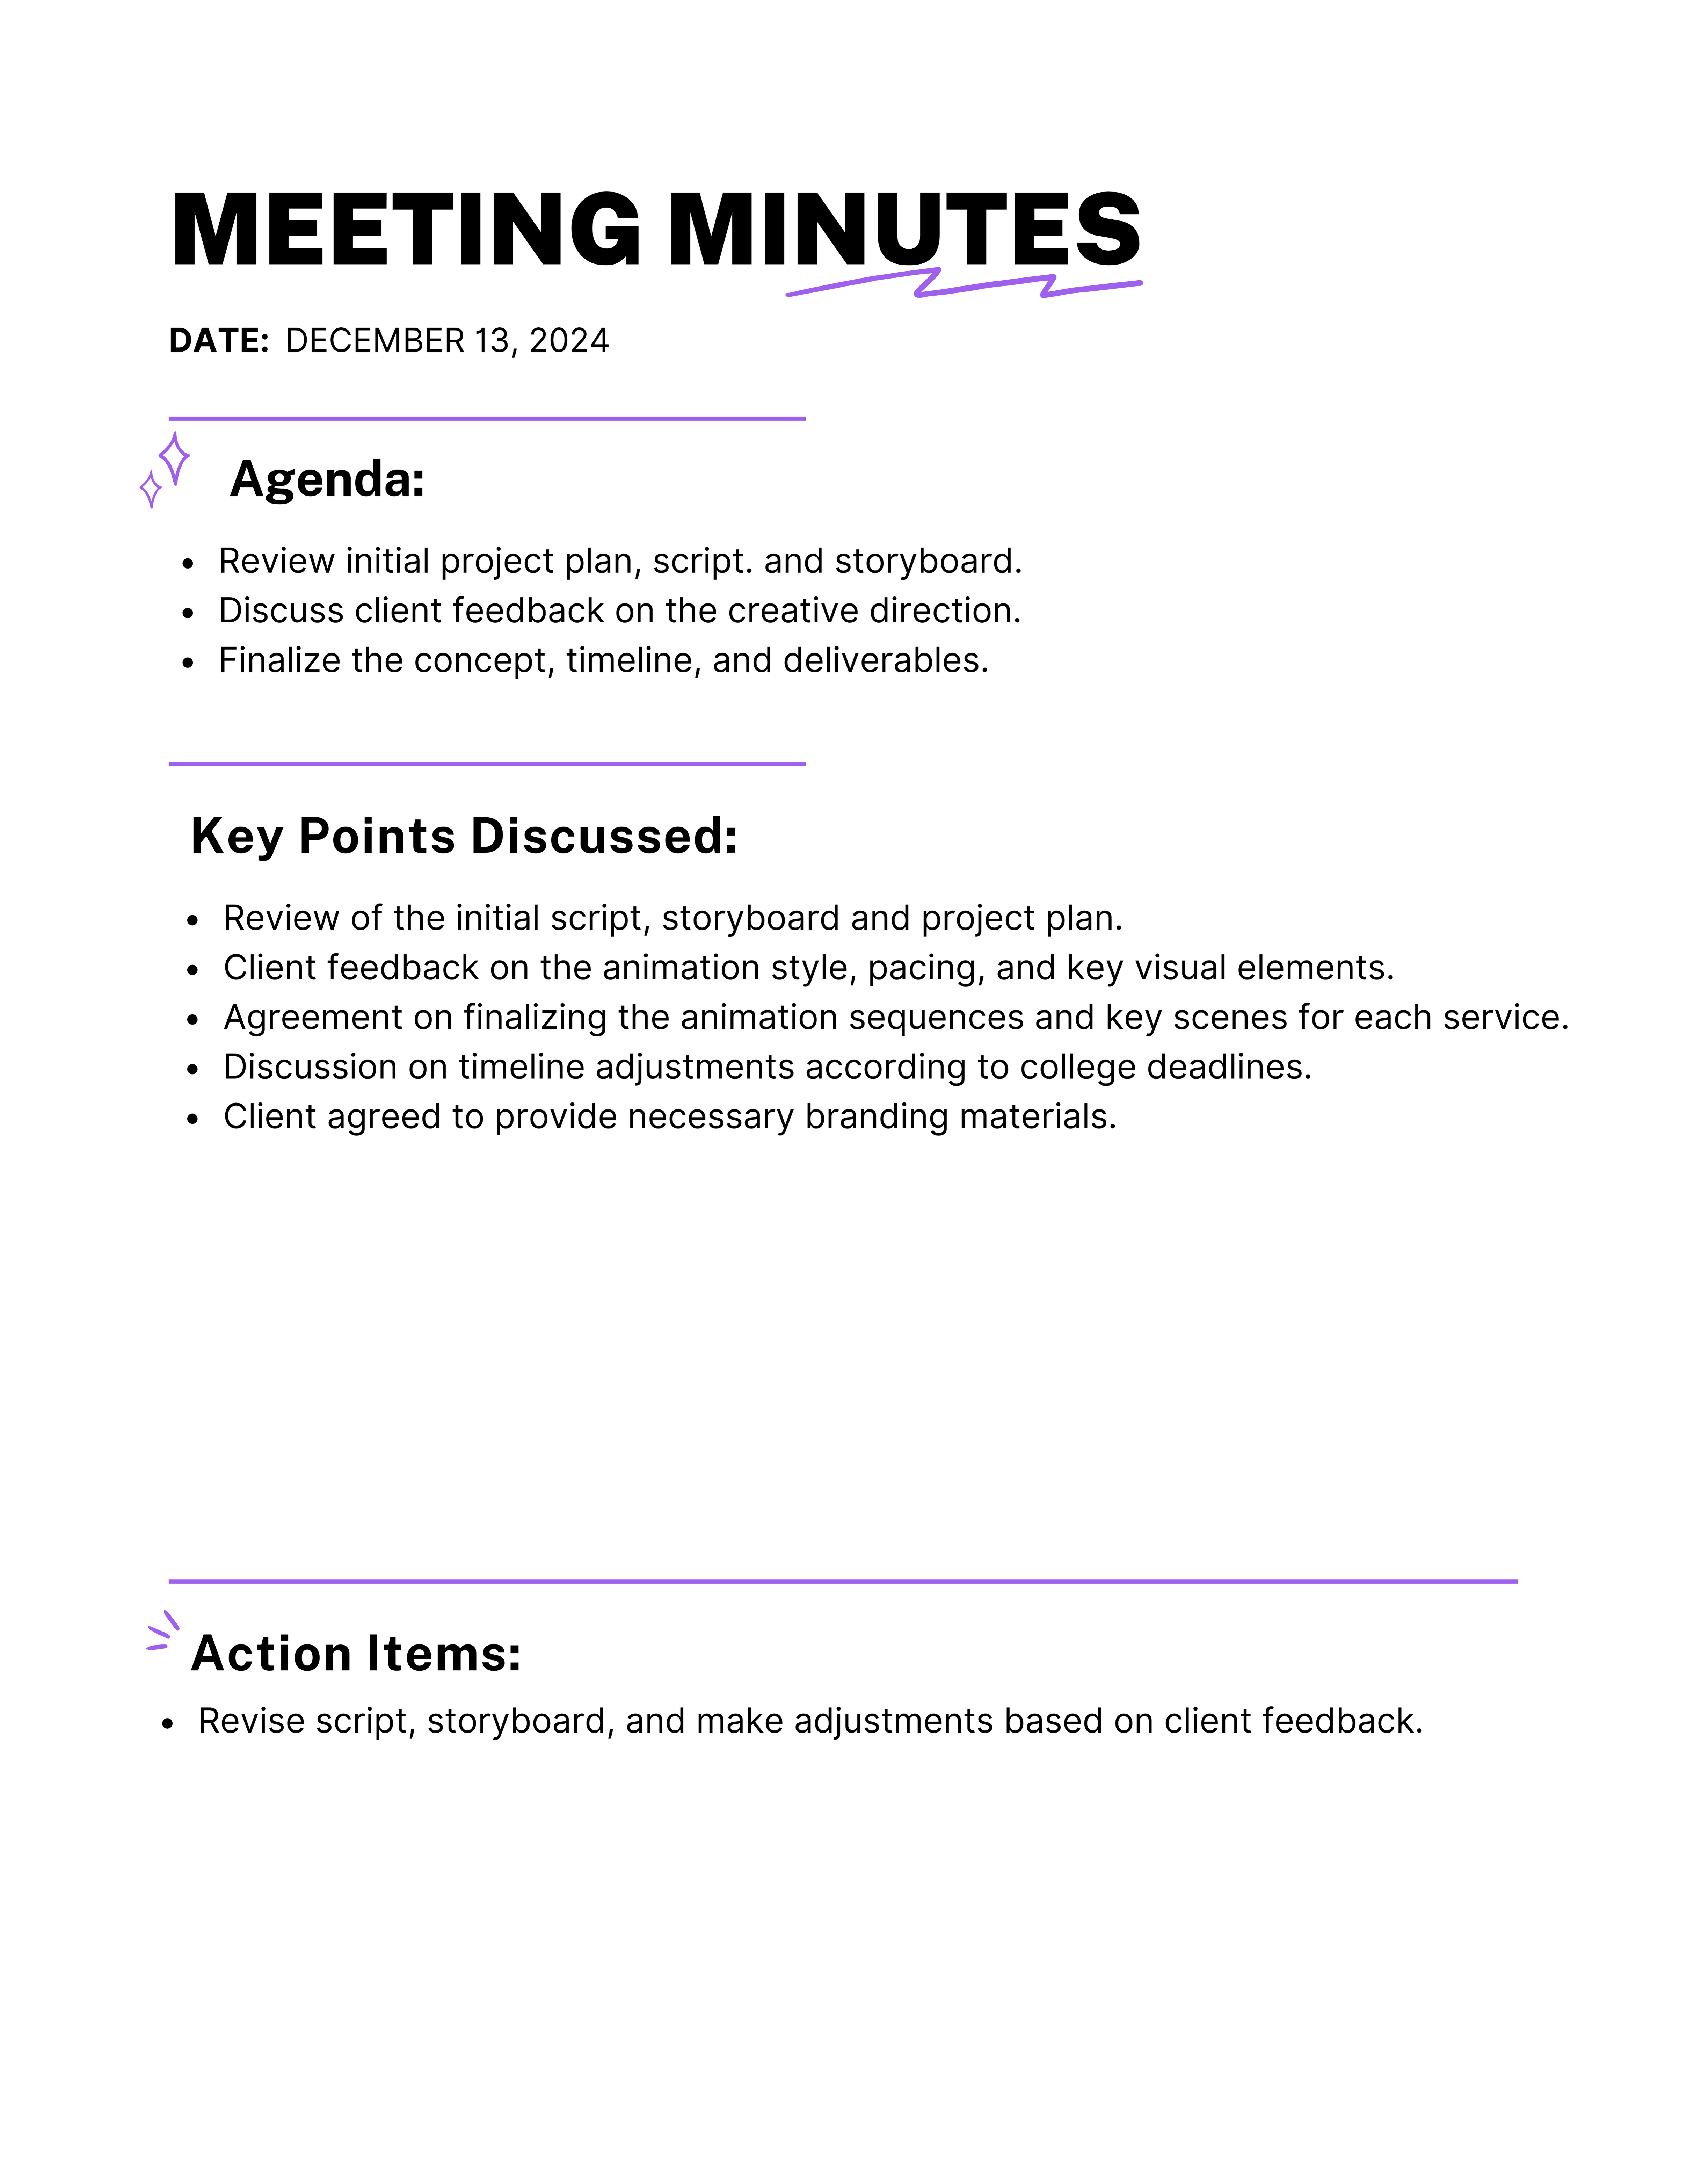 MEETING MINUTES
DATE: DECEMBER 13, 2024
Agenda:
• Review initial project plan, script. and storyboard.
• Discuss client feedback on the creative direction.
• Finalize the concept, timeline, and deliverables.
Key Points Discussed:
• Review of the initial script, storyboard and project plan.
• Client feedback on the animation style, pacing, and key visual elements.
• Agreement on finalizing the animation sequences and key scenes for each service.
• Discussion on timeline adjustments according to college deadlines.
• Client agreed to provide necessary branding materials.
Action Items:
• Revise script, storyboard, and make adjustments based on client feedback.